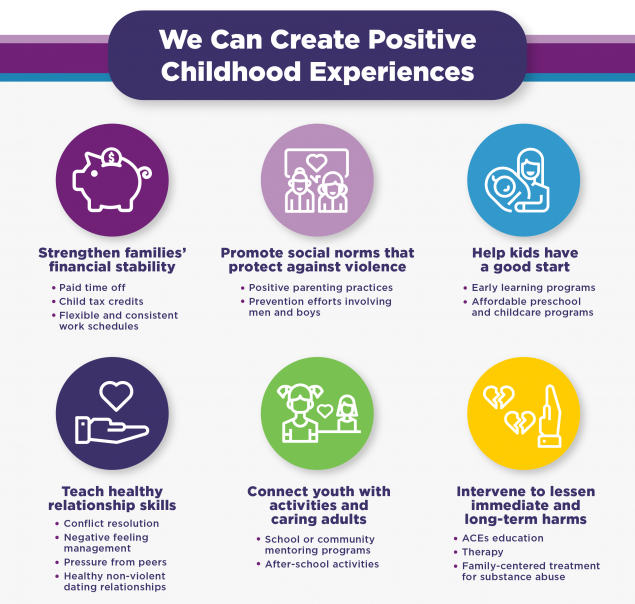 We Can Create Positive
Childhood Experiences
$
Strengthen families'
financial stability
• Paid time off
• Child tax credits
• Flexible and consistent
work schedules
Promote social norms that
protect against violence
• Positive parenting practices
• Prevention efforts involving
men and boys
Help kids have
a good start
• Early learning programs
• Affordable preschool
and childcare programs
Teach healthy
relationship skills
• Conflict resolution
• Negative feeling
management
• Pressure from peers
• Healthy non-violent
dating relationships
Connect youth with
activities and
caring adults
• School or community
mentoring programs
• After-school activities
Intervene to lessen
immediate and
long-term harms
• ACEs education
• Therapy
• Family-centered treatment
for substance abuse